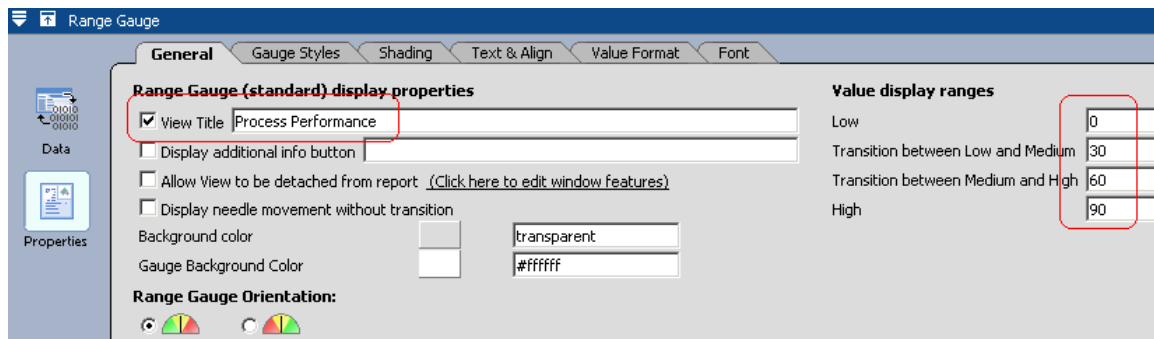 Range Gauge
General Gauge Styles Shading Text & Align Value Format Font
Data
Properties
Range Gauge (standard) display properties
View Title Process Performance
Display additional info button
Allow View to be detached from report (Click here to edit window features)
Display needle movement without transition
Background color transparent
Gauge Background Color #ffffff
Range Gauge Orientation:
Value display ranges
Low 0
Transition between Low and Medium 30
Transition between Medium and High 60
High 90